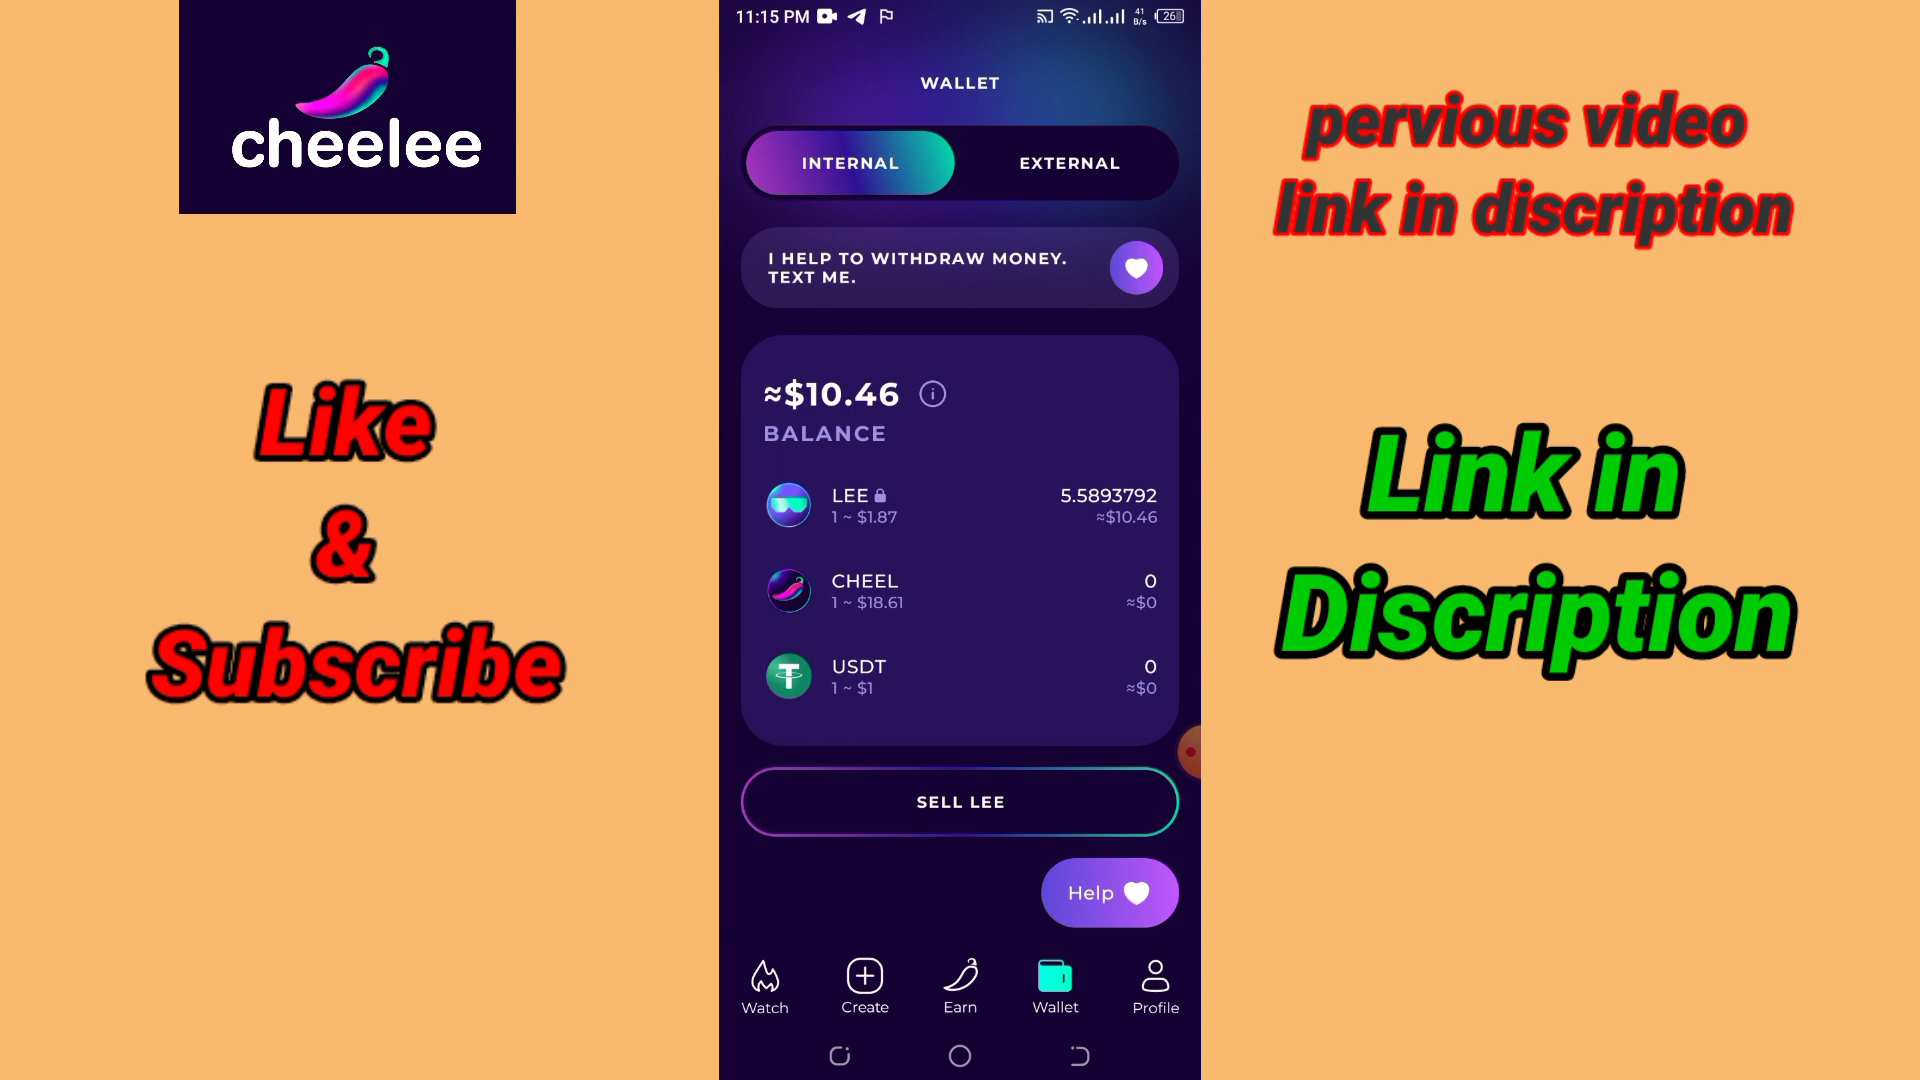 cheelee
Like
&
Subscribe
11:15 PM
41
B/s
26
WALLET
INTERNAL
EXTERNAL
I HELP TO WITHDRAW MONEY.
TEXT ME.
≈$10.46
BALANCE
LEE
5.5893792
1 ~ $1.87
≈$10.46
CHEEL
0
1 ~ $18.61
≈$0
USDT
0
1 ~ $1
≈$0
SELL LEE
Help
Watch
Create
Earn
Wallet
Profile
pervious video
link in discription
Link in
Discription